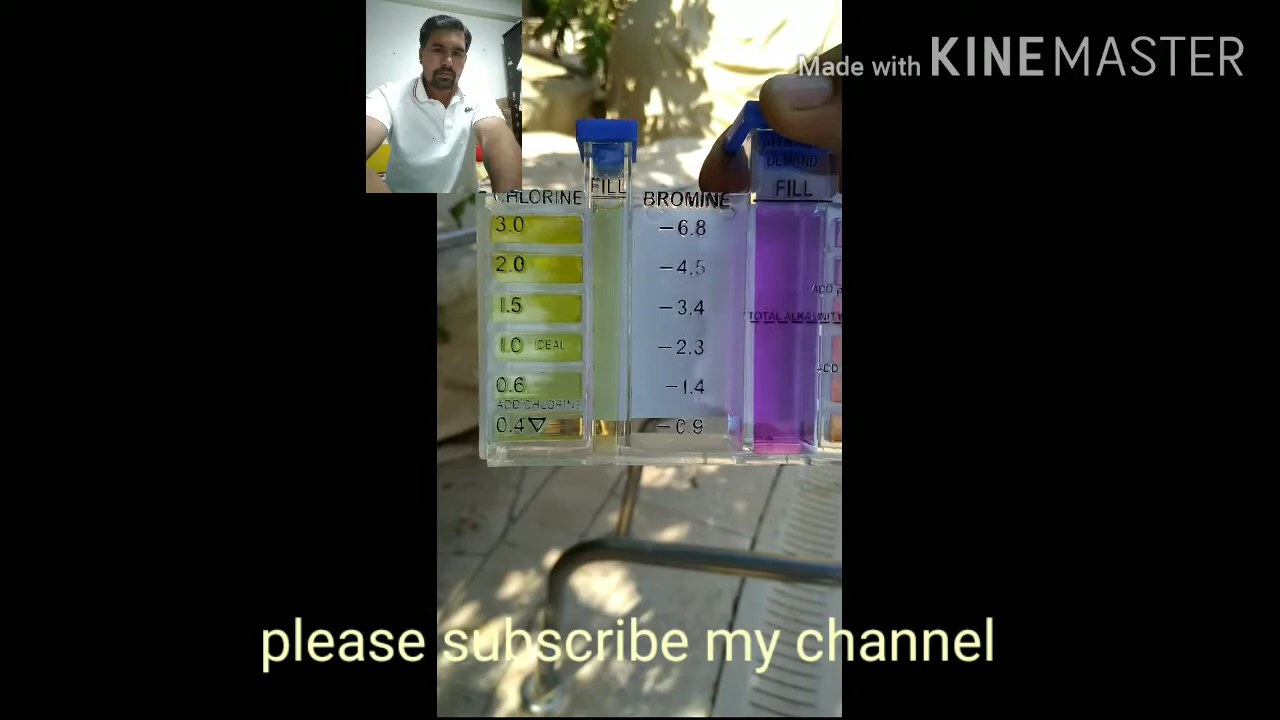 Made with KINEMASTER
DEMAND
FILL
CHLORINE FILL BROMINE
3.0 -6.8
2.0 -4.5
1.5 -3.4
1.0 IDEAL -2.3
0.6 -1.4
ADD CHLORINE
0.4 -0.9
ADD
TOTAL ALKALINITY
ADD
please subscribe my channel